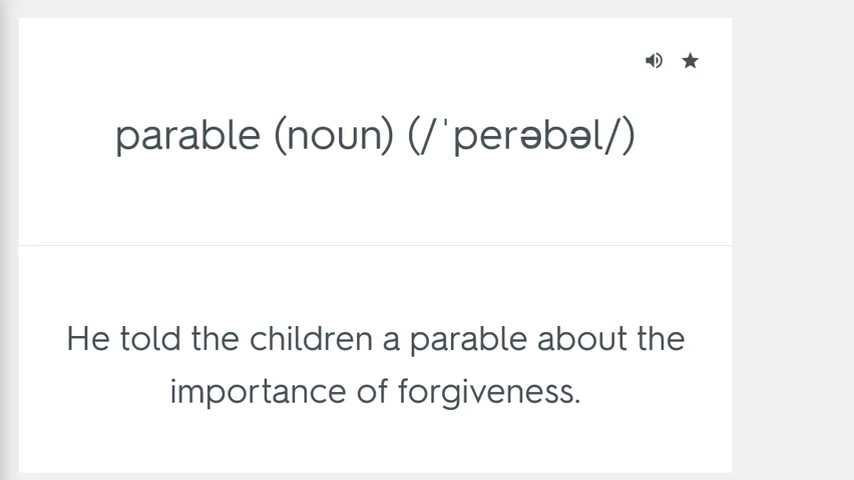 parable (noun) (/ˈperəbəl/)
He told the children a parable about the
importance of forgiveness.